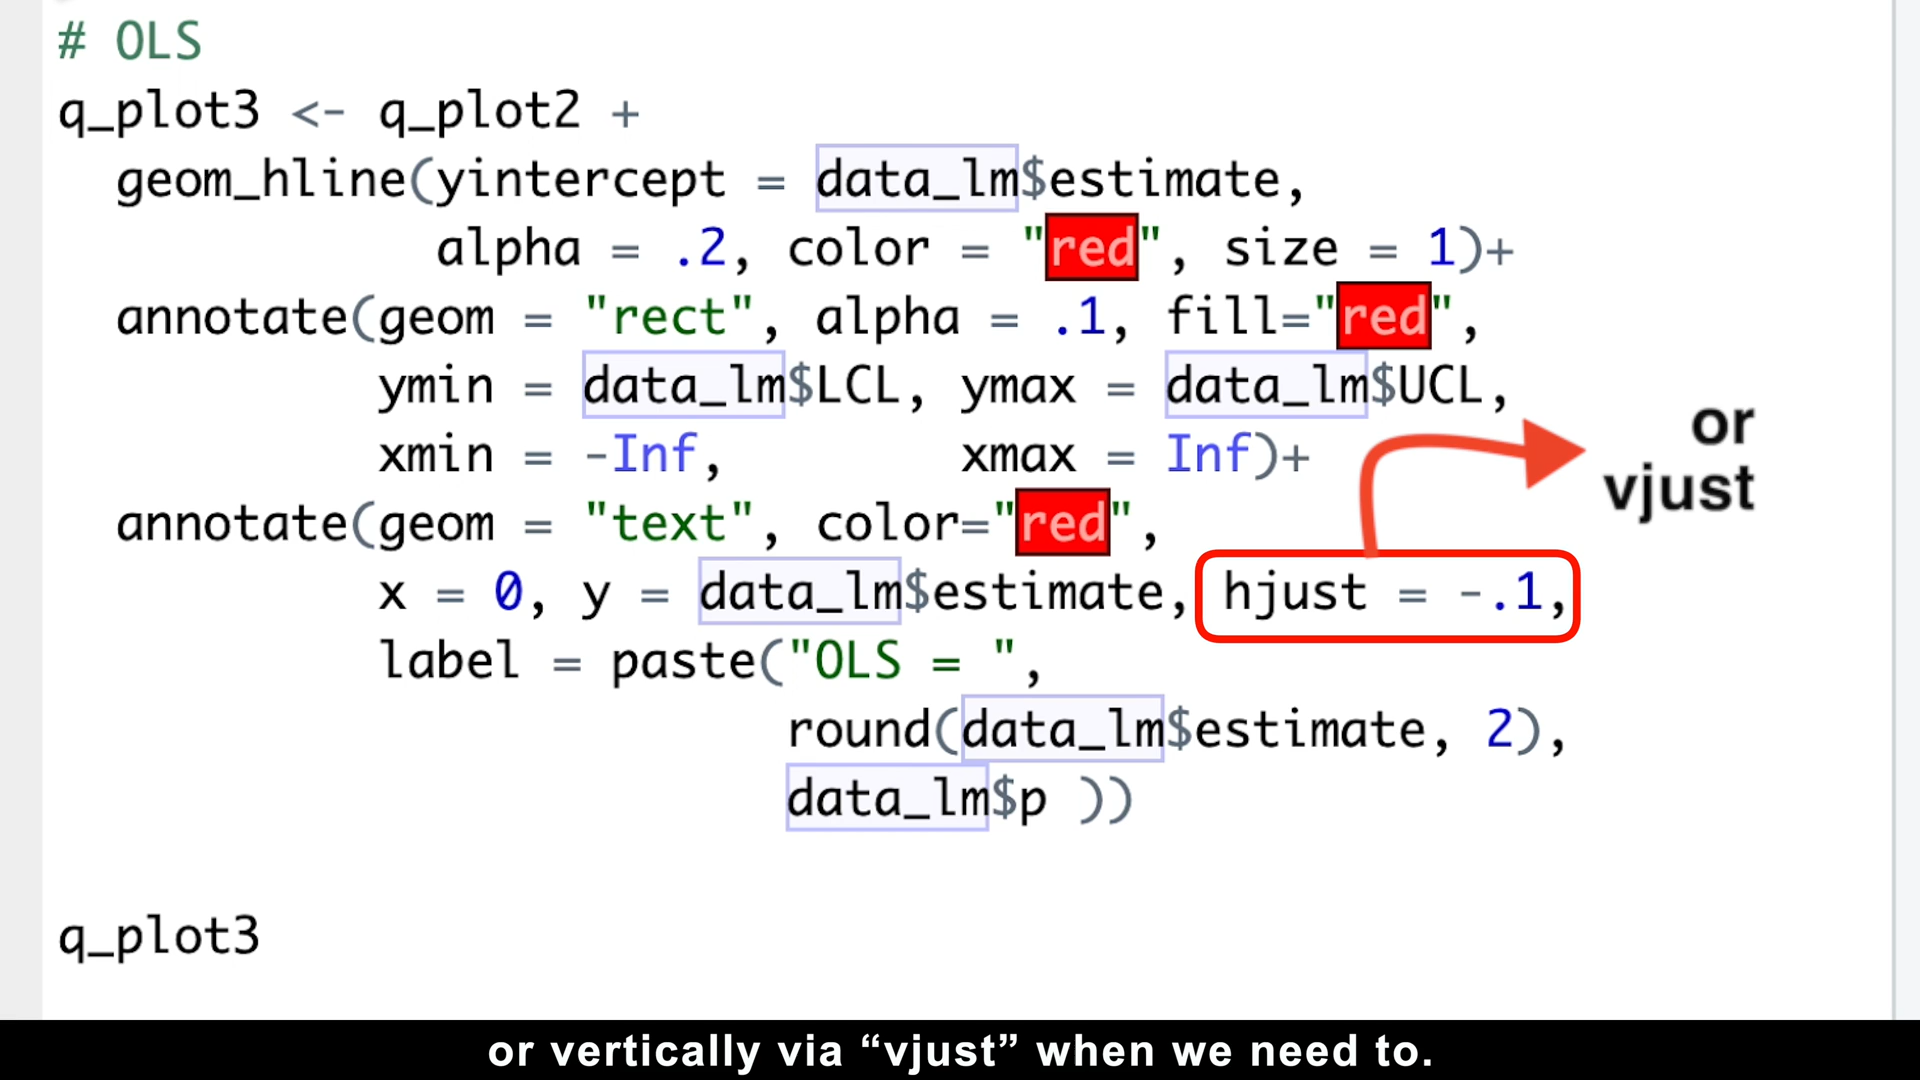 # OLS
q_plot3 <- q_plot2 +
geom_hline(yintercept = data_lm$estimate,
alpha = .2, color = "red", size = 1)+
annotate(geom = "rect", alpha = .1, fill="red",
ymin = data_lm$LCL, ymax = data_lm$UCL,
xmin = -Inf, xmax = Inf)+
or
vjust
annotate(geom = "text", color="red",
x = 0, y = data_lm$estimate, hjust = -.1,
label = paste("OLS = ",
round(data_lm$estimate, 2),
data_lm$p ))
q_plot3
or vertically via “vjust” when we need to.